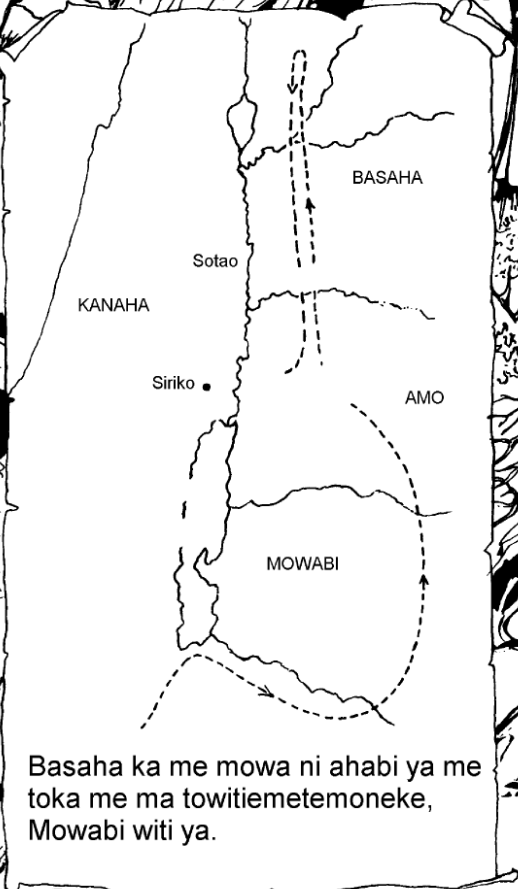 BASAHA
Sotao
KANAHA
Siriko
AMO
MOWABI
Basaha ka me mowa ni ahabi ya me
toka me ma towitiemetemoneke,
Mowabi witi ya.